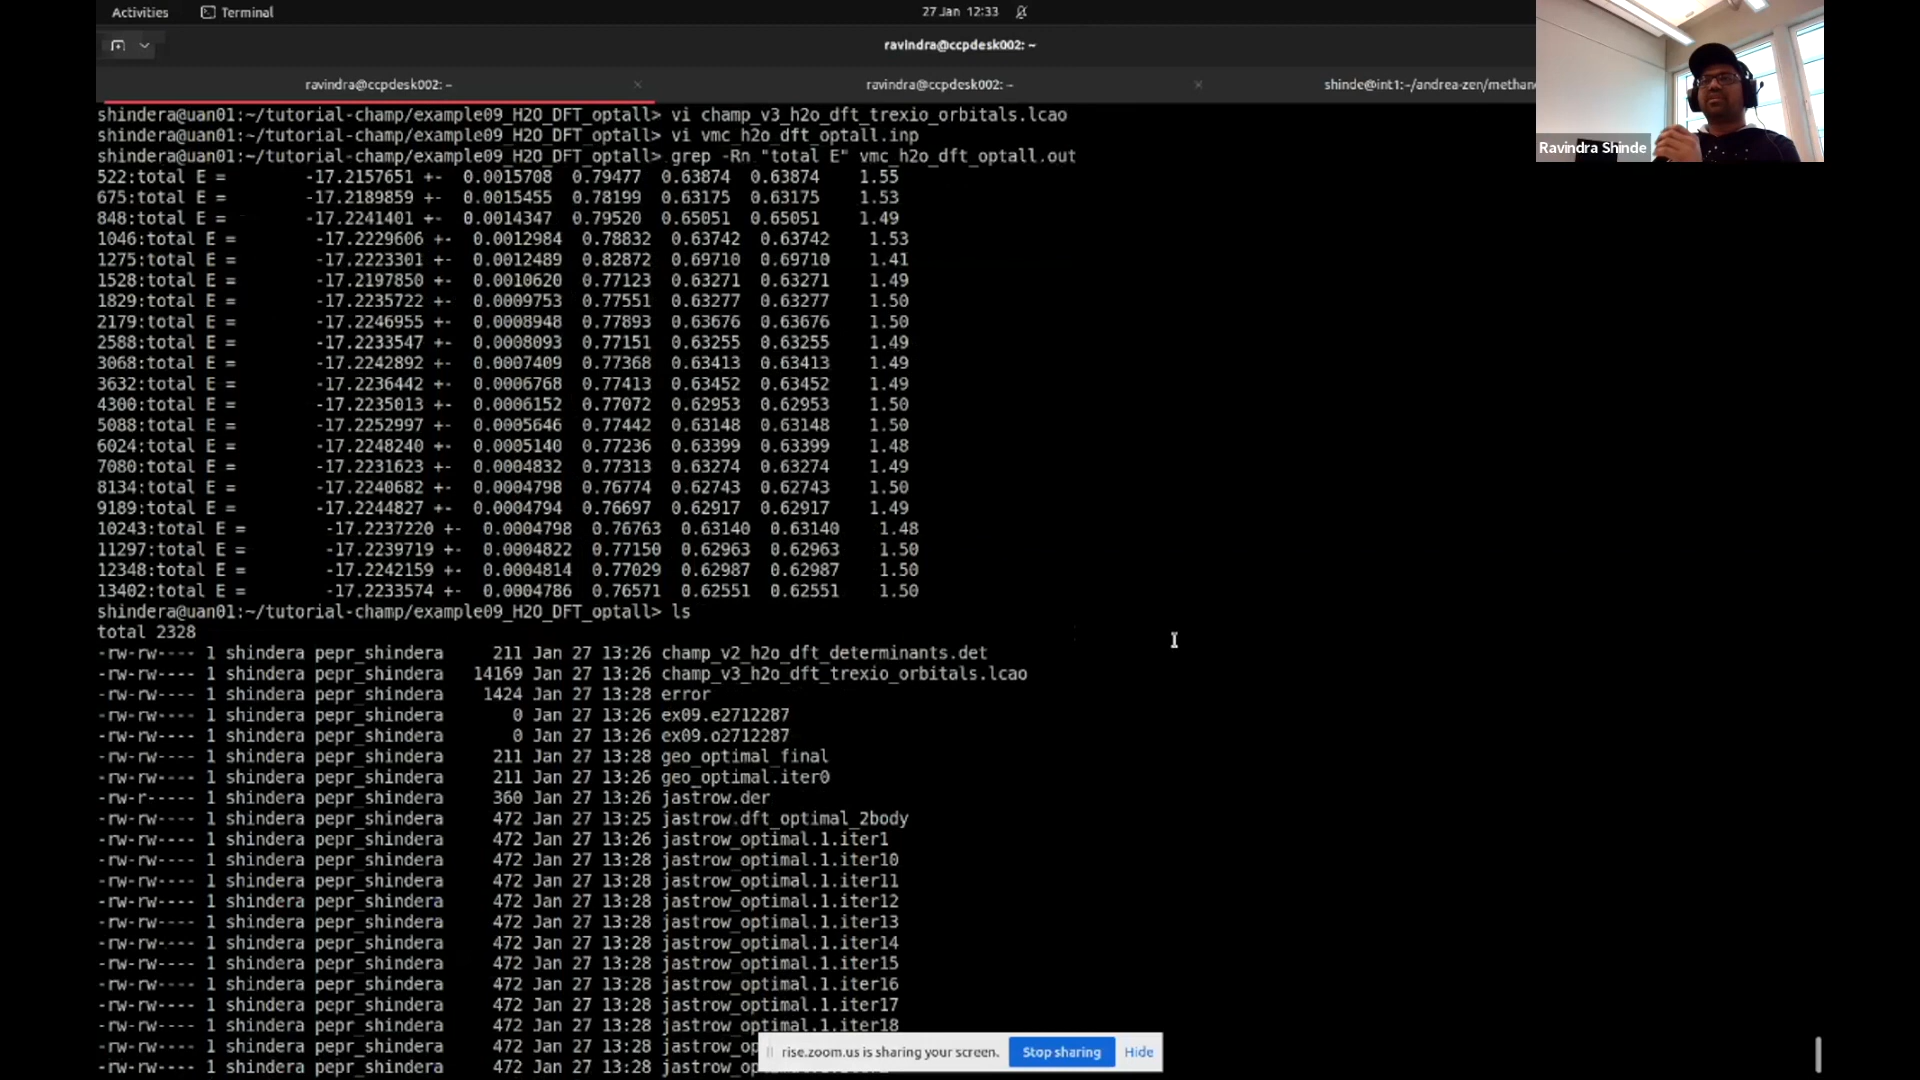 Activities Terminal 27 Jan 12:33
ravindra@ccpdesk002: ~
ravindra@ccpdesk002: ~ × ravindra@ccpdesk002: ~ × shinde@int1:~/andrea-zen/methan
Ravindra Shinde
shindera@uan01:~/tutorial-champ/example09_H2O_DFT_optall> vi champ_v3_h2o_dft_trexio_orbitals.lcao
shindera@uan01:~/tutorial-champ/example09_H2O_DFT_optall> vi vmc_h2o_dft_optall.inp
shindera@uan01:~/tutorial-champ/example09_H2O_DFT_optall> grep -Rn "total E" vmc_h2o_dft_optall.out
522:total E = -17.2157651 +- 0.0015708 0.79477 0.63874 0.63874 1.55
675:total E = -17.2189859 +- 0.0015455 0.78199 0.63175 0.63175 1.53
848:total E = -17.2241401 +- 0.0014347 0.79520 0.65051 0.65051 1.49
1046:total E = -17.2229606 +- 0.0012984 0.78832 0.63742 0.63742 1.53
1275:total E = -17.2223301 +- 0.0012489 0.82872 0.69710 0.69710 1.41
1528:total E = -17.2197850 +- 0.0010620 0.77123 0.63271 0.63271 1.49
1829:total E = -17.2235722 +- 0.0009753 0.77551 0.63277 0.63277 1.50
2179:total E = -17.2246955 +- 0.0008948 0.77893 0.63676 0.63676 1.50
2588:total E = -17.2233547 +- 0.0008093 0.77151 0.63255 0.63255 1.49
3068:total E = -17.2242892 +- 0.0007409 0.77368 0.63413 0.63413 1.49
3632:total E = -17.2236442 +- 0.0006768 0.77413 0.63452 0.63452 1.49
4300:total E = -17.2235013 +- 0.0006152 0.77072 0.62953 0.62953 1.50
5088:total E = -17.2252997 +- 0.0005646 0.77442 0.63148 0.63148 1.50
6024:total E = -17.2248240 +- 0.0005140 0.77236 0.63399 0.63399 1.48
7080:total E = -17.2231623 +- 0.0004832 0.77313 0.63274 0.63274 1.49
8134:total E = -17.2240682 +- 0.0004798 0.76774 0.62743 0.62743 1.50
9189:total E = -17.2244827 +- 0.0004794 0.76697 0.62917 0.62917 1.49
10243:total E = -17.2237220 +- 0.0004798 0.76763 0.63140 0.63140 1.48
11297:total E = -17.2239719 +- 0.0004822 0.77150 0.62963 0.62963 1.50
12348:total E = -17.2242159 +- 0.0004814 0.77029 0.62987 0.62987 1.50
13402:total E = -17.2233574 +- 0.0004786 0.76571 0.62551 0.62551 1.50
shindera@uan01:~/tutorial-champ/example09_H2O_DFT_optall> ls
total 2328
-rw-rw---- 1 shindera pepr_shindera 211 Jan 27 13:26 champ_v2_h2o_dft_determinants.det
-rw-rw---- 1 shindera pepr_shindera 14169 Jan 27 13:26 champ_v3_h2o_dft_trexio_orbitals.lcao
-rw-rw---- 1 shindera pepr_shindera 1424 Jan 27 13:28 error
-rw-rw---- 1 shindera pepr_shindera 0 Jan 27 13:26 ex09.e2712287
-rw-rw---- 1 shindera pepr_shindera 0 Jan 27 13:26 ex09.o2712287
-rw-rw---- 1 shindera pepr_shindera 211 Jan 27 13:28 geo_optimal_final
-rw-rw---- 1 shindera pepr_shindera 211 Jan 27 13:26 geo_optimal.iter0
-rw-r----- 1 shindera pepr_shindera 360 Jan 27 13:26 jastrow.der
-rw-rw---- 1 shindera pepr_shindera 472 Jan 27 13:25 jastrow.dft_optimal_2body
-rw-rw---- 1 shindera pepr_shindera 472 Jan 27 13:26 jastrow_optimal.1.iter1
-rw-rw---- 1 shindera pepr_shindera 472 Jan 27 13:28 jastrow_optimal.1.iter10
-rw-rw---- 1 shindera pepr_shindera 472 Jan 27 13:28 jastrow_optimal.1.iter11
-rw-rw---- 1 shindera pepr_shindera 472 Jan 27 13:28 jastrow_optimal.1.iter12
-rw-rw---- 1 shindera pepr_shindera 472 Jan 27 13:28 jastrow_optimal.1.iter13
-rw-rw---- 1 shindera pepr_shindera 472 Jan 27 13:28 jastrow_optimal.1.iter14
-rw-rw---- 1 shindera pepr_shindera 472 Jan 27 13:28 jastrow_optimal.1.iter15
-rw-rw---- 1 shindera pepr_shindera 472 Jan 27 13:28 jastrow_optimal.1.iter16
-rw-rw---- 1 shindera pepr_shindera 472 Jan 27 13:28 jastrow_optimal.1.iter17
-rw-rw---- 1 shindera pepr_shindera 472 Jan 27 13:28 jastrow_optimal.1.iter18
-rw-rw---- 1 shindera pepr_shindera 472 Jan 27 13:28 jastrow_op
-rw-rw---- 1 shindera pepr_shindera 472 Jan 27 13:28 jastrow_op
rise.zoom.us is sharing your screen. Stop sharing Hide